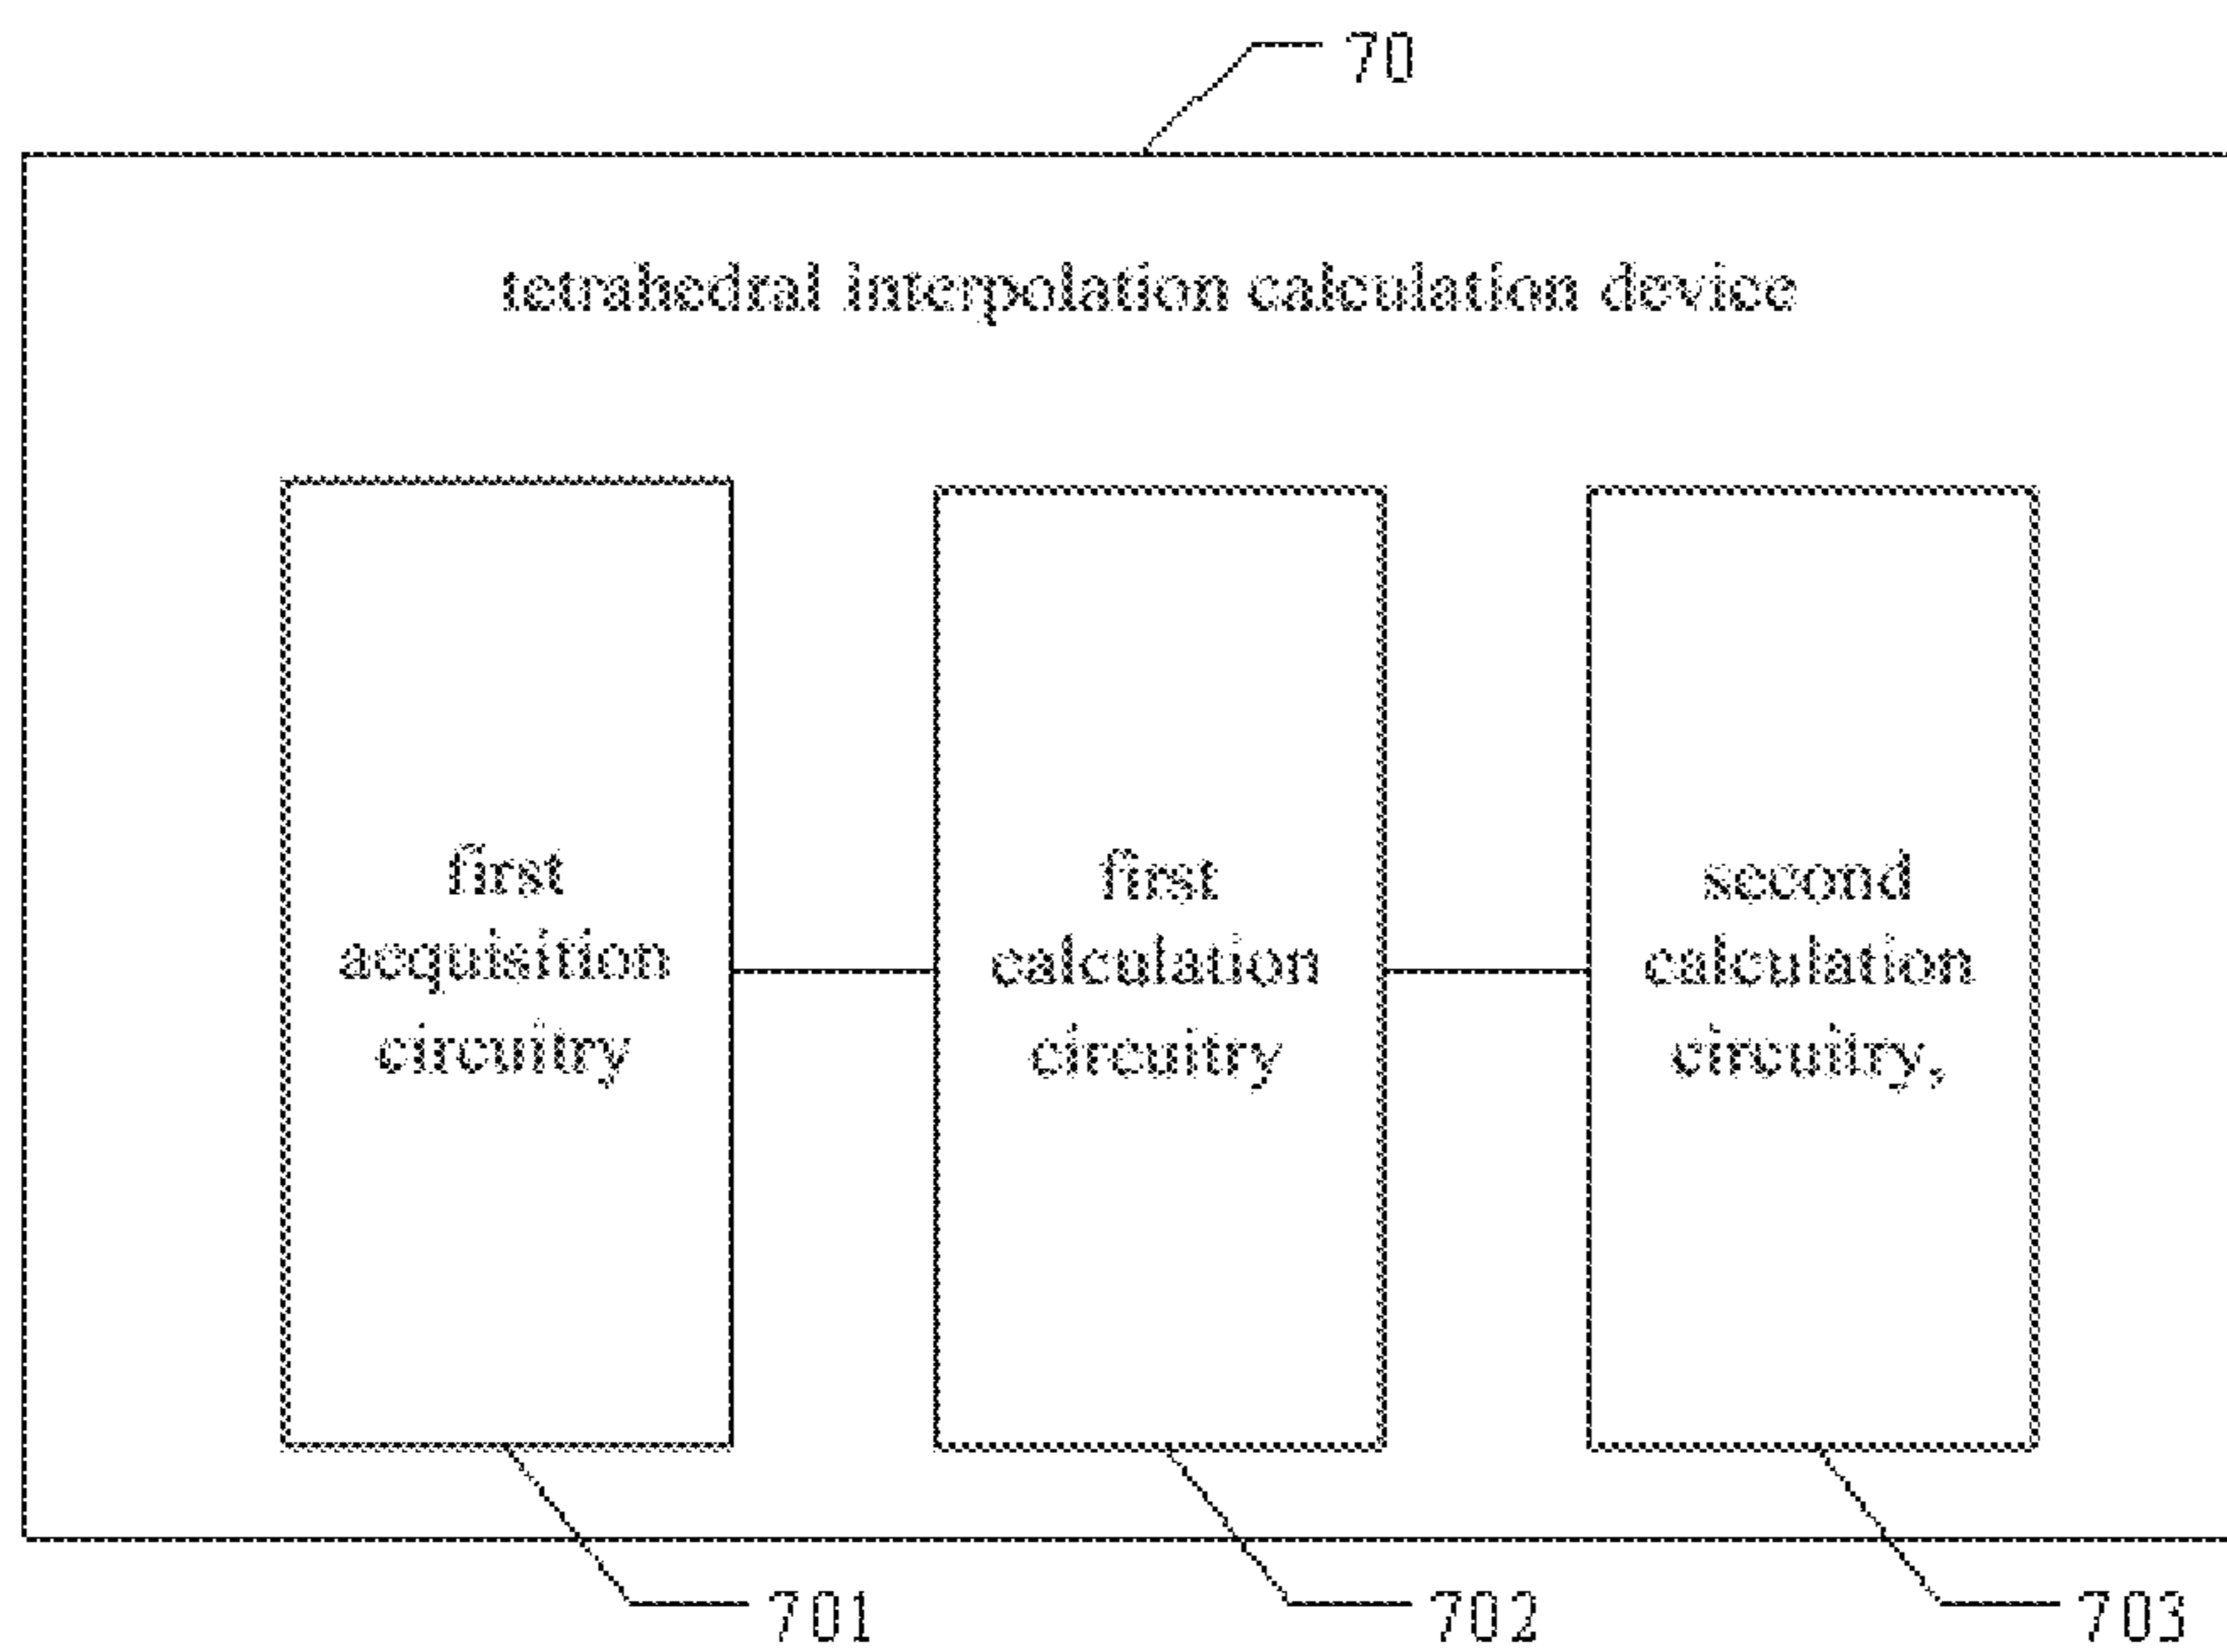 70
tetrahedral interpolation calculation device
first
acquisition
circuitry
first
calculation
circuitry
second
calculation
circuitry,
701
702
703